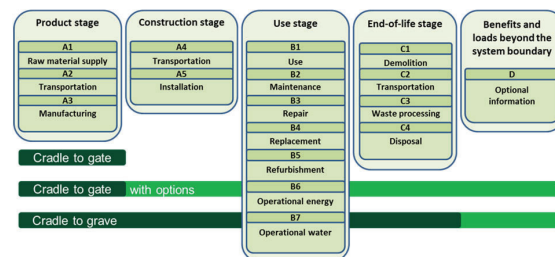 Product stage
A1
Raw material supply
A2
Transportation
A3
Manufacturing
Construction stage
A4
Transportation
A5
Installation
Use stage
B1
Use
B2
Maintenance
B3
Repair
B4
Replacement
B5
Refurbishment
B6
Operational energy
B7
Operational water
End-of-life stage
C1
Demolition
C2
Transportation
C3
Waste processing
C4
Disposal
Benefits and
loads beyond the
system boundary
D
Optional
information
Cradle to gate
Cradle to gate with options
Cradle to grave